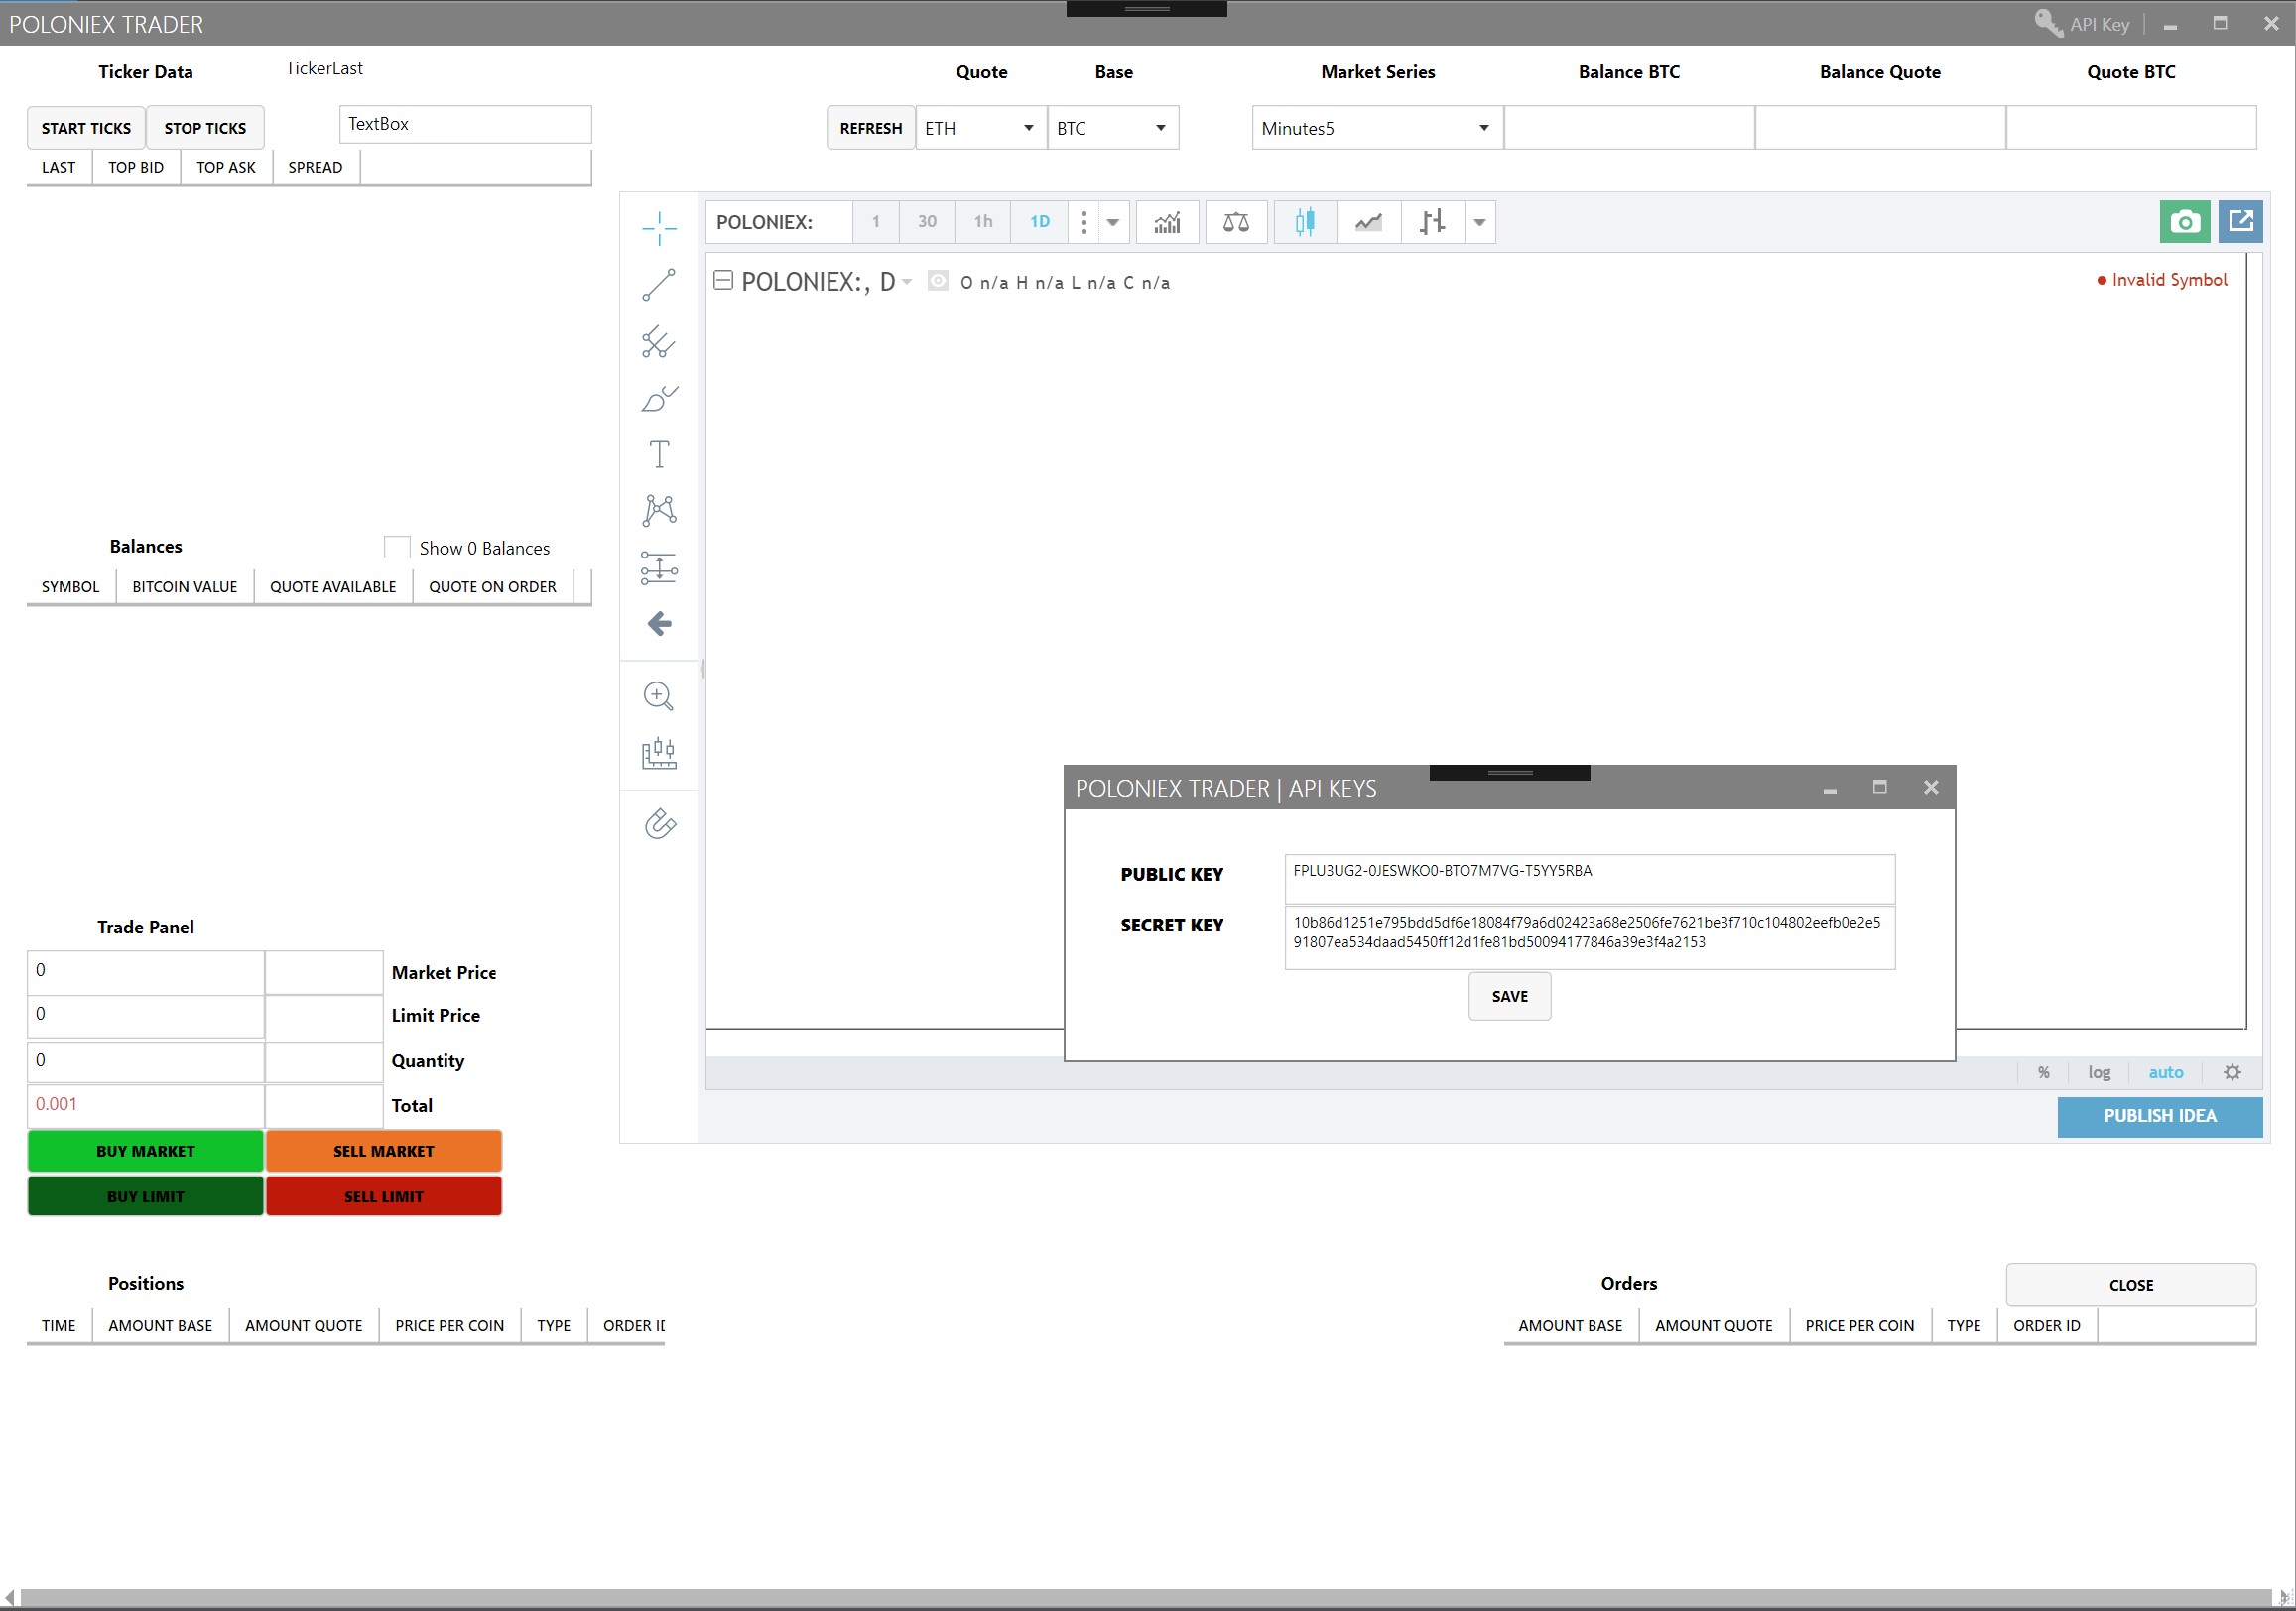 POLONIEX TRADER
API Key
Ticker Data
TickerLast
Quote
Base
Market Series
Balance BTC
Balance Quote
Quote BTC
START TICKS
STOP TICKS
TextBox
REFRESH
ETH
BTC
Minutes5
LAST
TOP BID
TOP ASK
SPREAD
POLONIEX:
1
30
1h
1D
POLONIEX:, D
O n/a H n/a L n/a C n/a
Invalid Symbol
Balances
Show 0 Balances
SYMBOL
BITCOIN VALUE
QUOTE AVAILABLE
QUOTE ON ORDER
POLONIEX TRADER | API KEYS
PUBLIC KEY
FPLU3UG2-0JESWKO0-BTO7M7VG-T5YY5RBA
SECRET KEY
10b86d1251e795bdd5df6e18084f79a6d02423a68e2506fe7621be3f710c104802eefb0e2e5
91807ea534daad5450ff12d1fe81bd50094177846a39e3f4a2153
SAVE
Trade Panel
0
Market Price
0
Limit Price
0
Quantity
0.001
Total
BUY MARKET
SELL MARKET
BUY LIMIT
SELL LIMIT
%
log
auto
PUBLISH IDEA
Positions
TIME
AMOUNT BASE
AMOUNT QUOTE
PRICE PER COIN
TYPE
ORDER ID
Orders
CLOSE
AMOUNT BASE
AMOUNT QUOTE
PRICE PER COIN
TYPE
ORDER ID